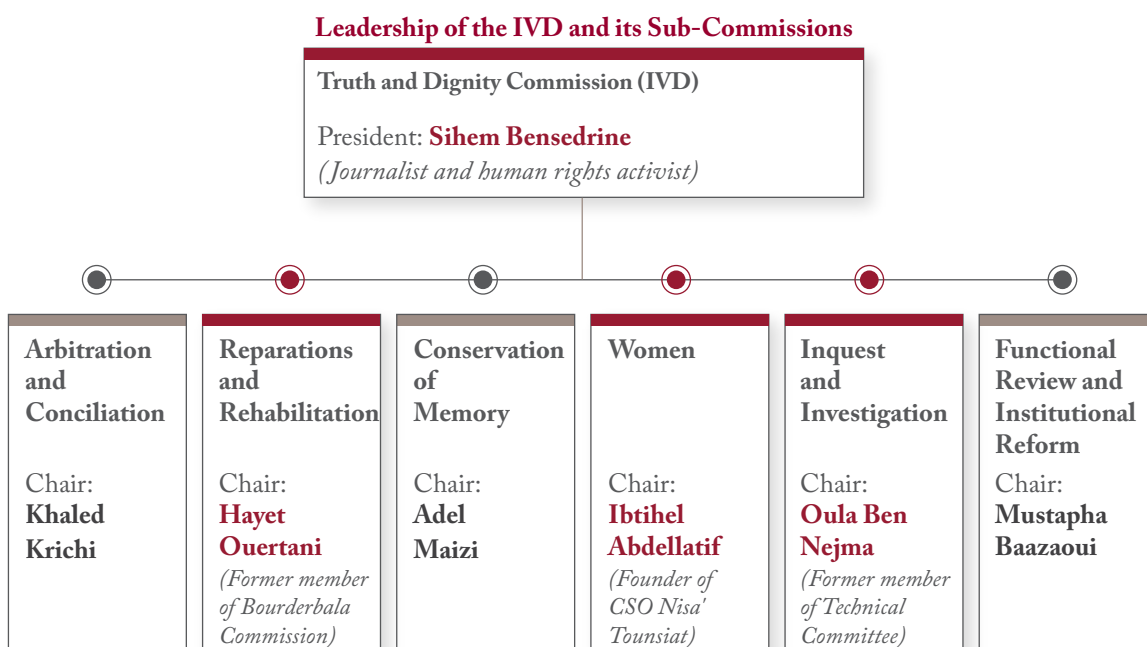 Leadership of the IVD and its Sub-Commissions
Truth and Dignity Commission (IVD)
President: Sihem Bensedrine
(Journalist and human rights activist)
Arbitration
and
Conciliation
Chair:
Khaled
Krichi
Reparations
and
Rehabilitation
Chair:
Hayet
Ouertani
(Former member
of Bourderbala
Commission)
Conservation
of
Memory
Chair:
Adel
Maizi
Women
Chair:
Ibtihel
Abdellatif
(Founder of
CSO Nisa'
Tounsiat)
Inquest
and
Investigation
Chair:
Oula Ben
Nejma
(Former member
of Technical
Committee)
Functional
Review and
Institutional
Reform
Chair:
Mustapha
Baazaoui